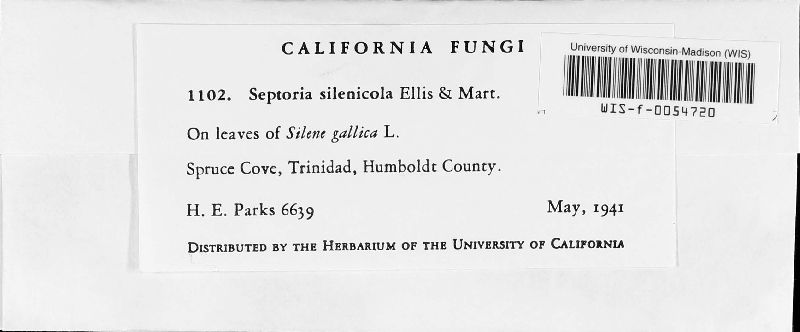 CALIFORNIA FUNGI
University of Wisconsin-Madison (WIS)
WIS-f-0054720
1102. Septoria silenicola Ellis & Mart.
On leaves of Silene gallica L.
Spruce Cove, Trinidad, Humboldt County.
H. E. Parks 6639 May, 1941
DISTRIBUTED BY THE HERBARIUM OF THE UNIVERSITY OF CALIFORNIA